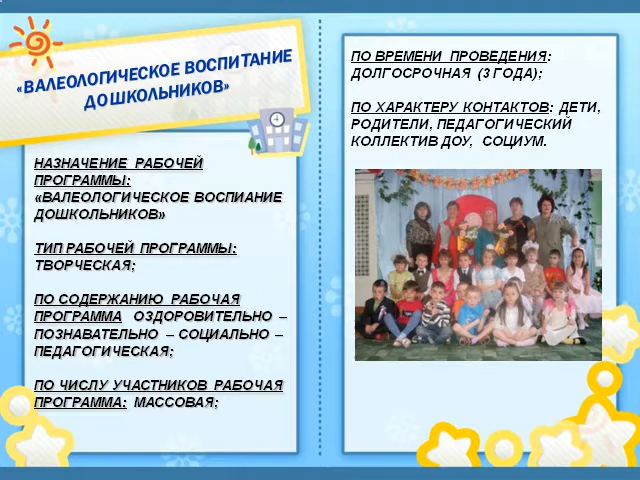 «ВАЛЕОЛОГИЧЕСКОЕ ВОСПИТАНИЕ
ДОШКОЛЬНИКОВ»
НАЗНАЧЕНИЕ РАБОЧЕЙ
ПРОГРАММЫ:
«ВАЛЕОЛОГИЧЕСКОЕ ВОСПИАНИЕ
ДОШКОЛЬНИКОВ»
ТИП РАБОЧЕЙ ПРОГРАММЫ:
ТВОРЧЕСКАЯ;
ПО СОДЕРЖАНИЮ РАБОЧАЯ
ПРОГРАММА ОЗДОРОВИТЕЛЬНО –
ПОЗНАВАТЕЛЬНО – СОЦИАЛЬНО –
ПЕДАГОГИЧЕСКАЯ;
ПО ЧИСЛУ УЧАСТНИКОВ РАБОЧАЯ
ПРОГРАММА: МАССОВАЯ;
ПО ВРЕМЕНИ ПРОВЕДЕНИЯ:
ДОЛГОСРОЧНАЯ (3 ГОДА);
ПО ХАРАКТЕРУ КОНТАКТОВ: ДЕТИ,
РОДИТЕЛИ, ПЕДАГОГИЧЕСКИЙ
КОЛЛЕКТИВ ДОУ, СОЦИУМ.